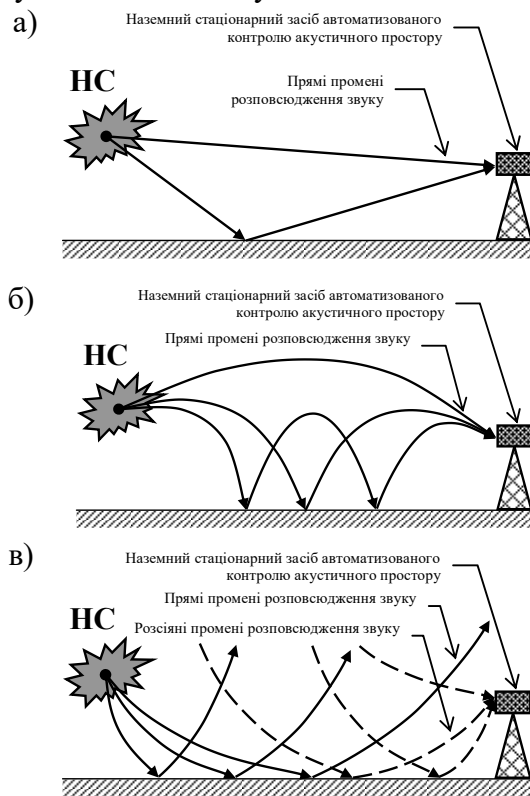 а)
Наземний стаціонарний засіб автоматизованого
контролю акустичного простору
НС
Прямі промені
розповсюдження звуку
б)
Наземний стаціонарний засіб автоматизованого
контролю акустичного простору
Прямі промені розповсюдження звуку
НС
в)
Наземний стаціонарний засіб автоматизованого
контролю акустичного простору
Прямі промені розповсюдження звуку
НС
Розсіяні промені розповсюдження звуку